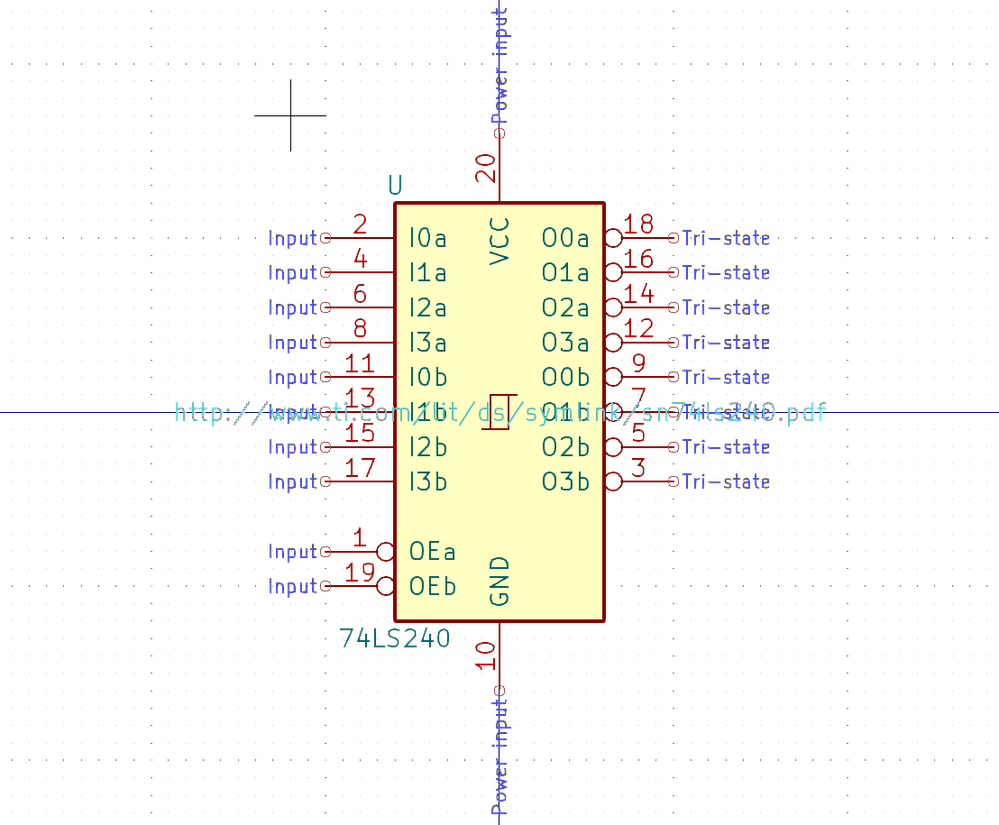 Power input
20
U
VCC
Input 2 I0a O0a 18 Tri-state
Input 4 I1a O1a 16 Tri-state
Input 6 I2a O2a 14 Tri-state
Input 8 I3a O3a 12 Tri-state
Input 11 I0b O0b 9 Tri-state
Input 13 I1b O1b 7 Tri-state
http://www.ti.com/lit/ds/symlink/sn74ls240.pdf
Input 15 I2b O2b 5 Tri-state
Input 17 I3b O3b 3 Tri-state
Input 1 OEa
Input 19 OEb
GND
74LS240
10
Power input